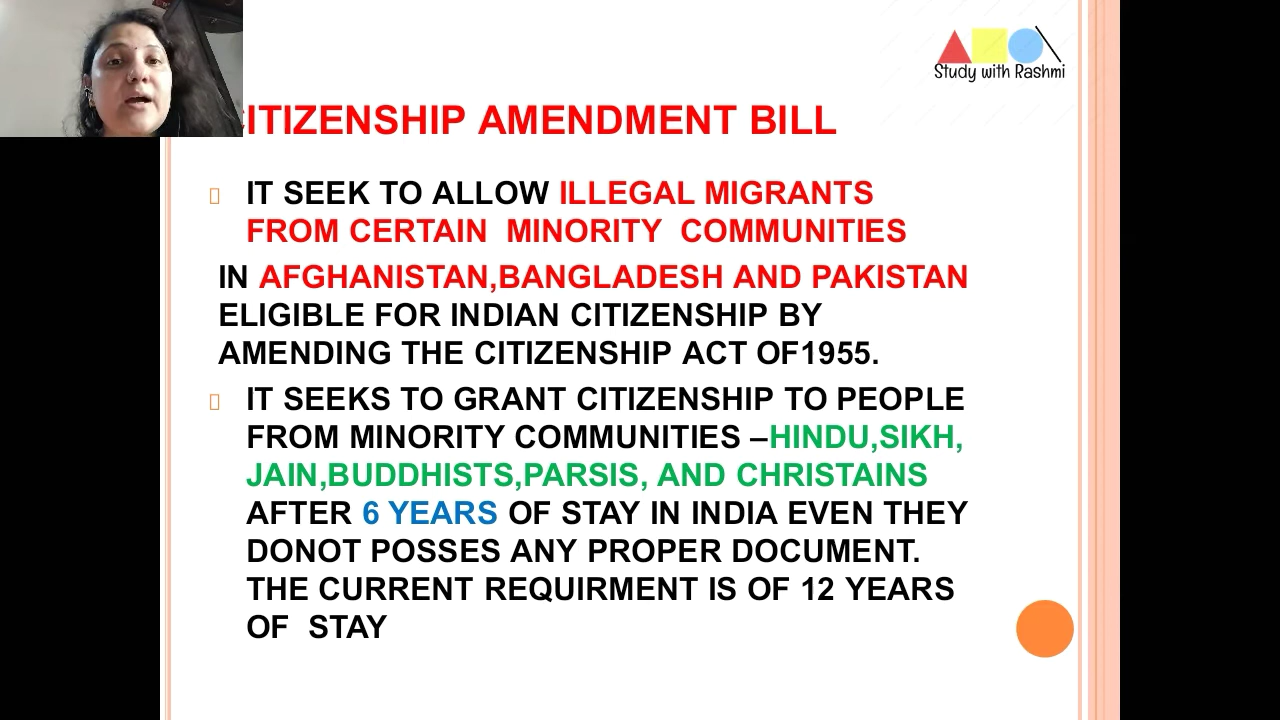 Study with Rashmi
CITIZENSHIP AMENDMENT BILL
IT SEEK TO ALLOW ILLEGAL MIGRANTS
FROM CERTAIN MINORITY COMMUNITIES
IN AFGHANISTAN,BANGLADESH AND PAKISTAN
ELIGIBLE FOR INDIAN CITIZENSHIP BY
AMENDING THE CITIZENSHIP ACT OF1955.
IT SEEKS TO GRANT CITIZENSHIP TO PEOPLE
FROM MINORITY COMMUNITIES –HINDU,SIKH,
JAIN,BUDDHISTS,PARSIS, AND CHRISTAINS
AFTER 6 YEARS OF STAY IN INDIA EVEN THEY
DONOT POSSES ANY PROPER DOCUMENT.
THE CURRENT REQUIRMENT IS OF 12 YEARS
OF STAY